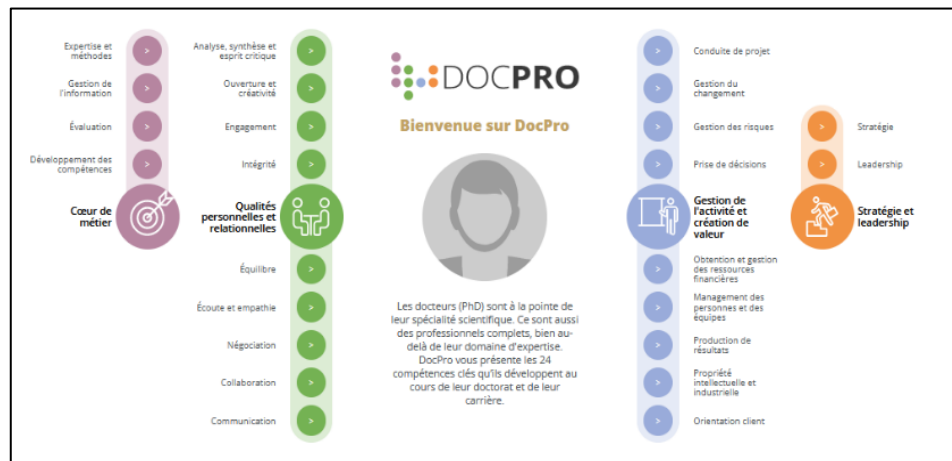 Expertise et
méthodes
Gestion de
l'information
Évaluation
Développement des
compétences
Cœur de
métier
Analyse, synthèse et
esprit critique
Ouverture et
créativité
Engagement
Intégrité
Qualités
personnelles et
relationnelles
Équilibre
Écoute et empathie
Négociation
Collaboration
Communication
DOCPRO
Bienvenue sur DocPro
Les docteurs (PhD) sont à la pointe de
leur spécialité scientifique. Ce sont aussi
des professionnels complets, bien au-
delà de leur domaine d'expertise.
DocPro vous présente les 24
compétences clés qu'ils développent au
cours de leur doctorat et de leur
carrière.
Conduite de projet
Gestion du
changement
Gestion des risques
Prise de décisions
Gestion de
l'activité et
création de
valeur
Obtention et gestion
des ressources
financières
Management des
personnes et des
équipes
Production de
résultats
Propriété
intellectuelle et
industrielle
Orientation client
Stratégie
Leadership
Stratégie et
leadership